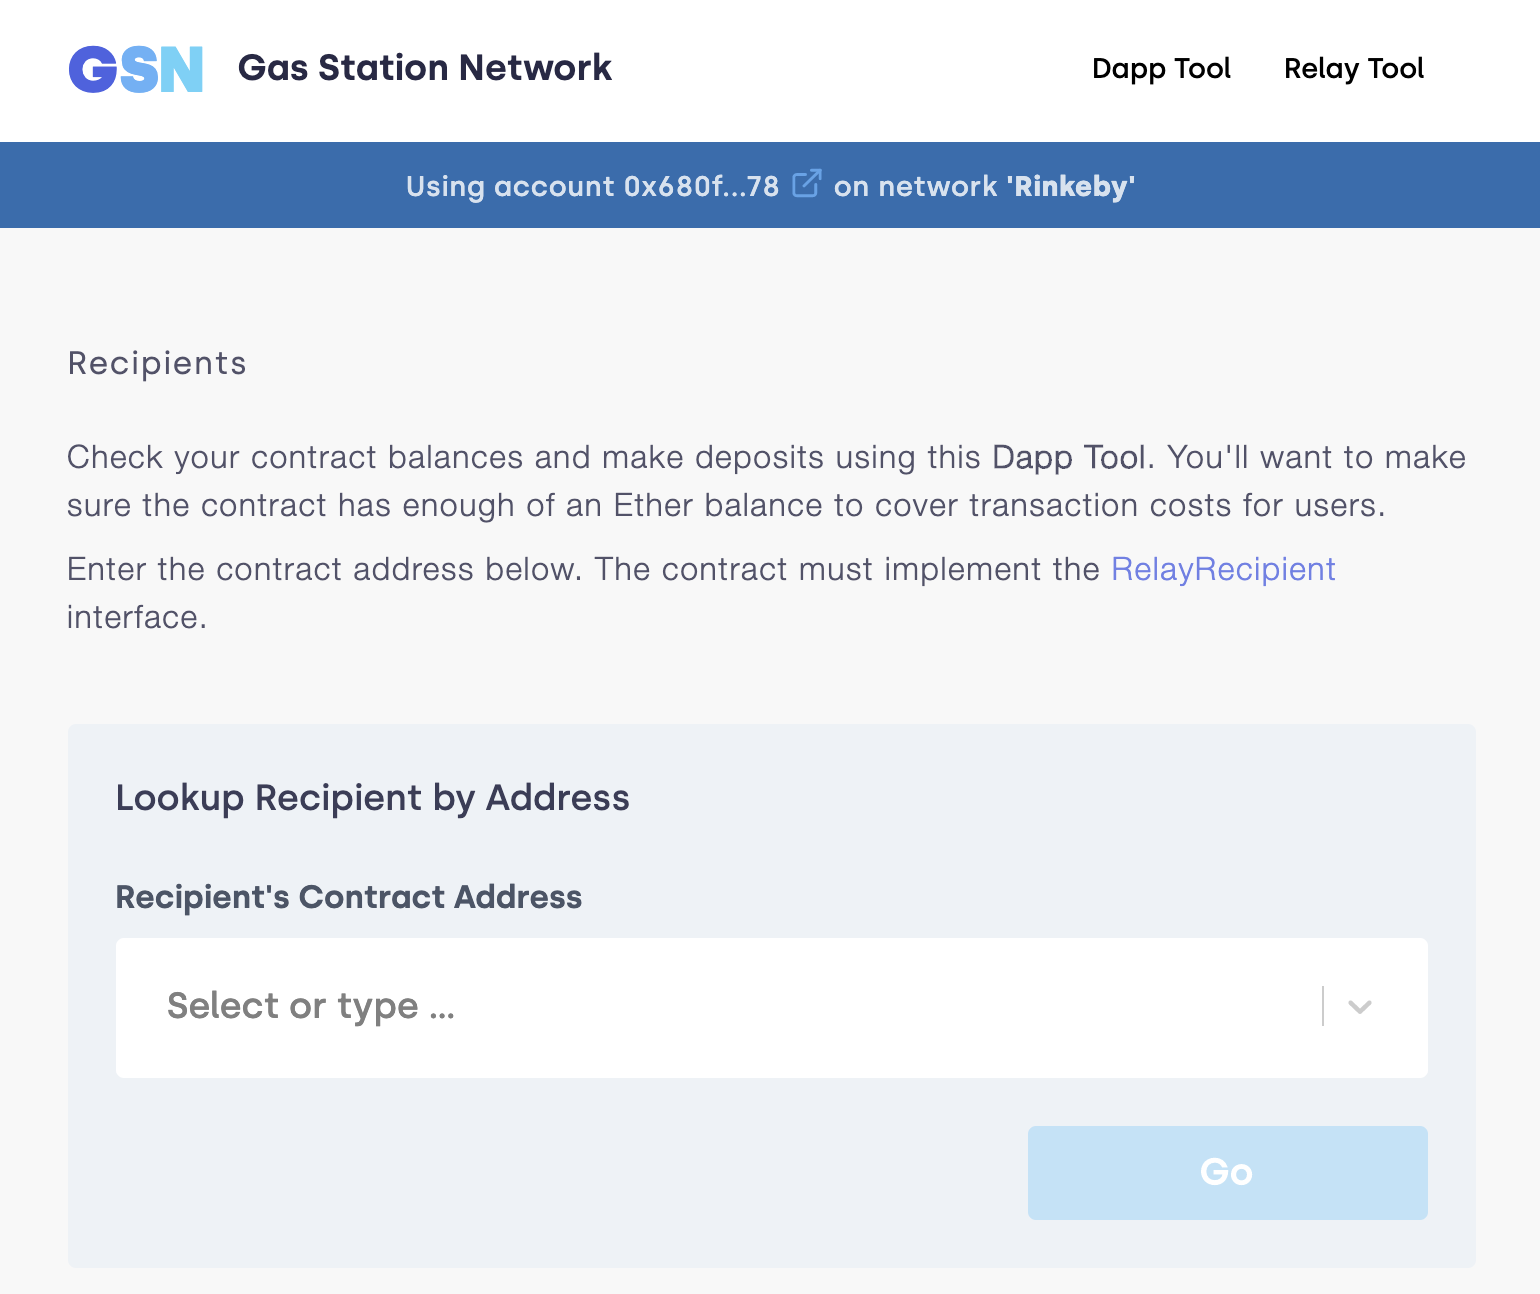 GSN Gas Station Network Dapp Tool Relay Tool
Using account 0x680f...78 on network 'Rinkeby'
Recipients
Check your contract balances and make deposits using this Dapp Tool. You'll want to make
sure the contract has enough of an Ether balance to cover transaction costs for users.
Enter the contract address below. The contract must implement the RelayRecipient
interface.
Lookup Recipient by Address
Recipient's Contract Address
Select or type ...
Go